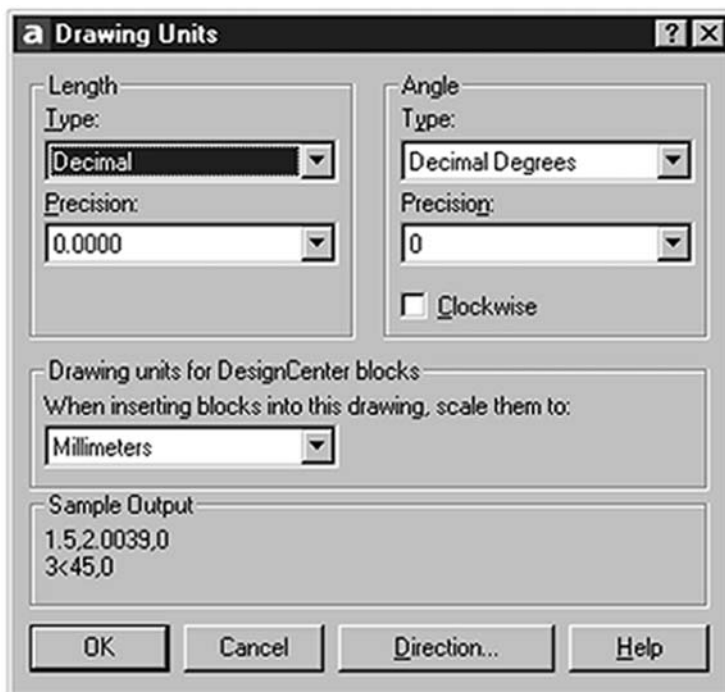 a Drawing Units ? X
Length
Type:
Decimal
Precision:
0.0000
Angle
Type:
Decimal Degrees
Precision:
0
Clockwise
Drawing units for DesignCenter blocks
When inserting blocks into this drawing, scale them to:
Millimeters
Sample Output
1.5,2.0039,0
3<45,0
OK Cancel Direction... Help